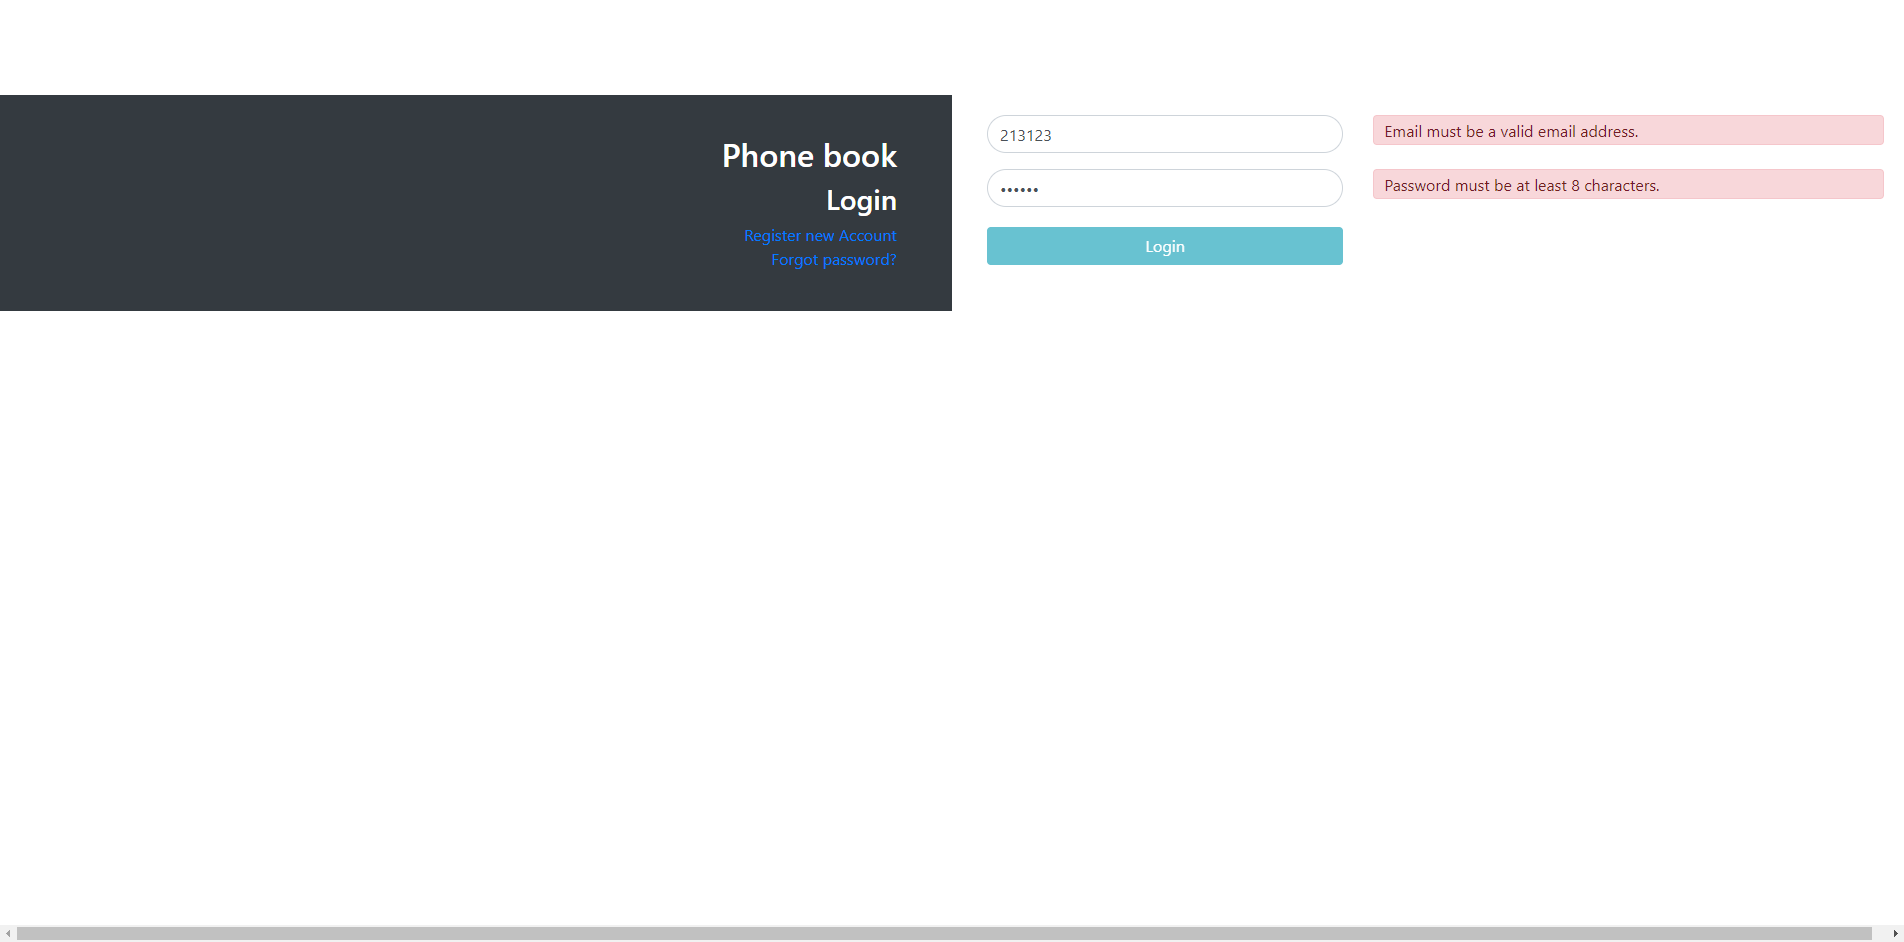 Phone book
Login
Register new Account
Forgot password?
213123
Email must be a valid email address.
••••••
Password must be at least 8 characters.
Login